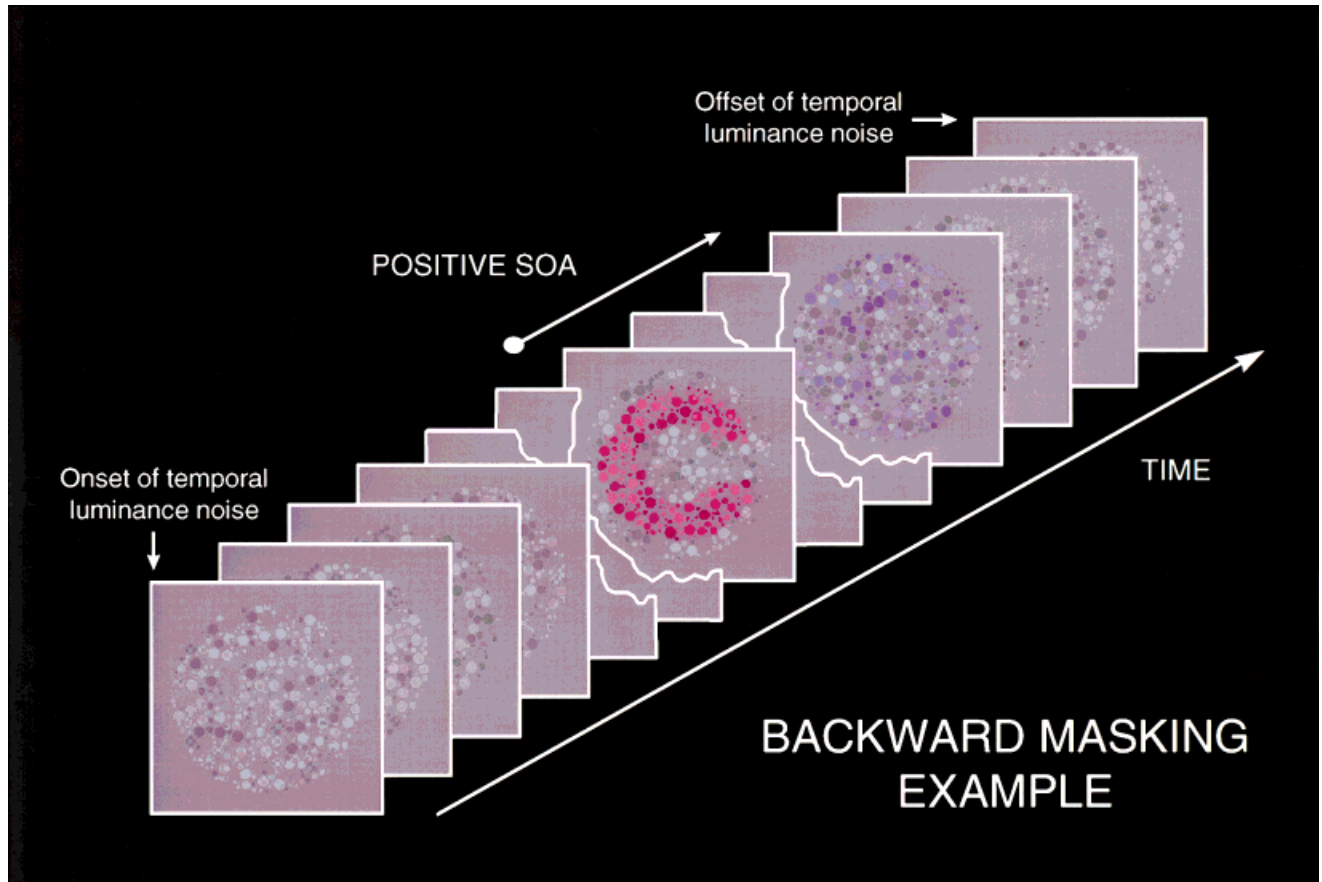 Offset of temporal
luminance noise
POSITIVE SOA
TIME
Onset of temporal
luminance noise
BACKWARD MASKING
EXAMPLE